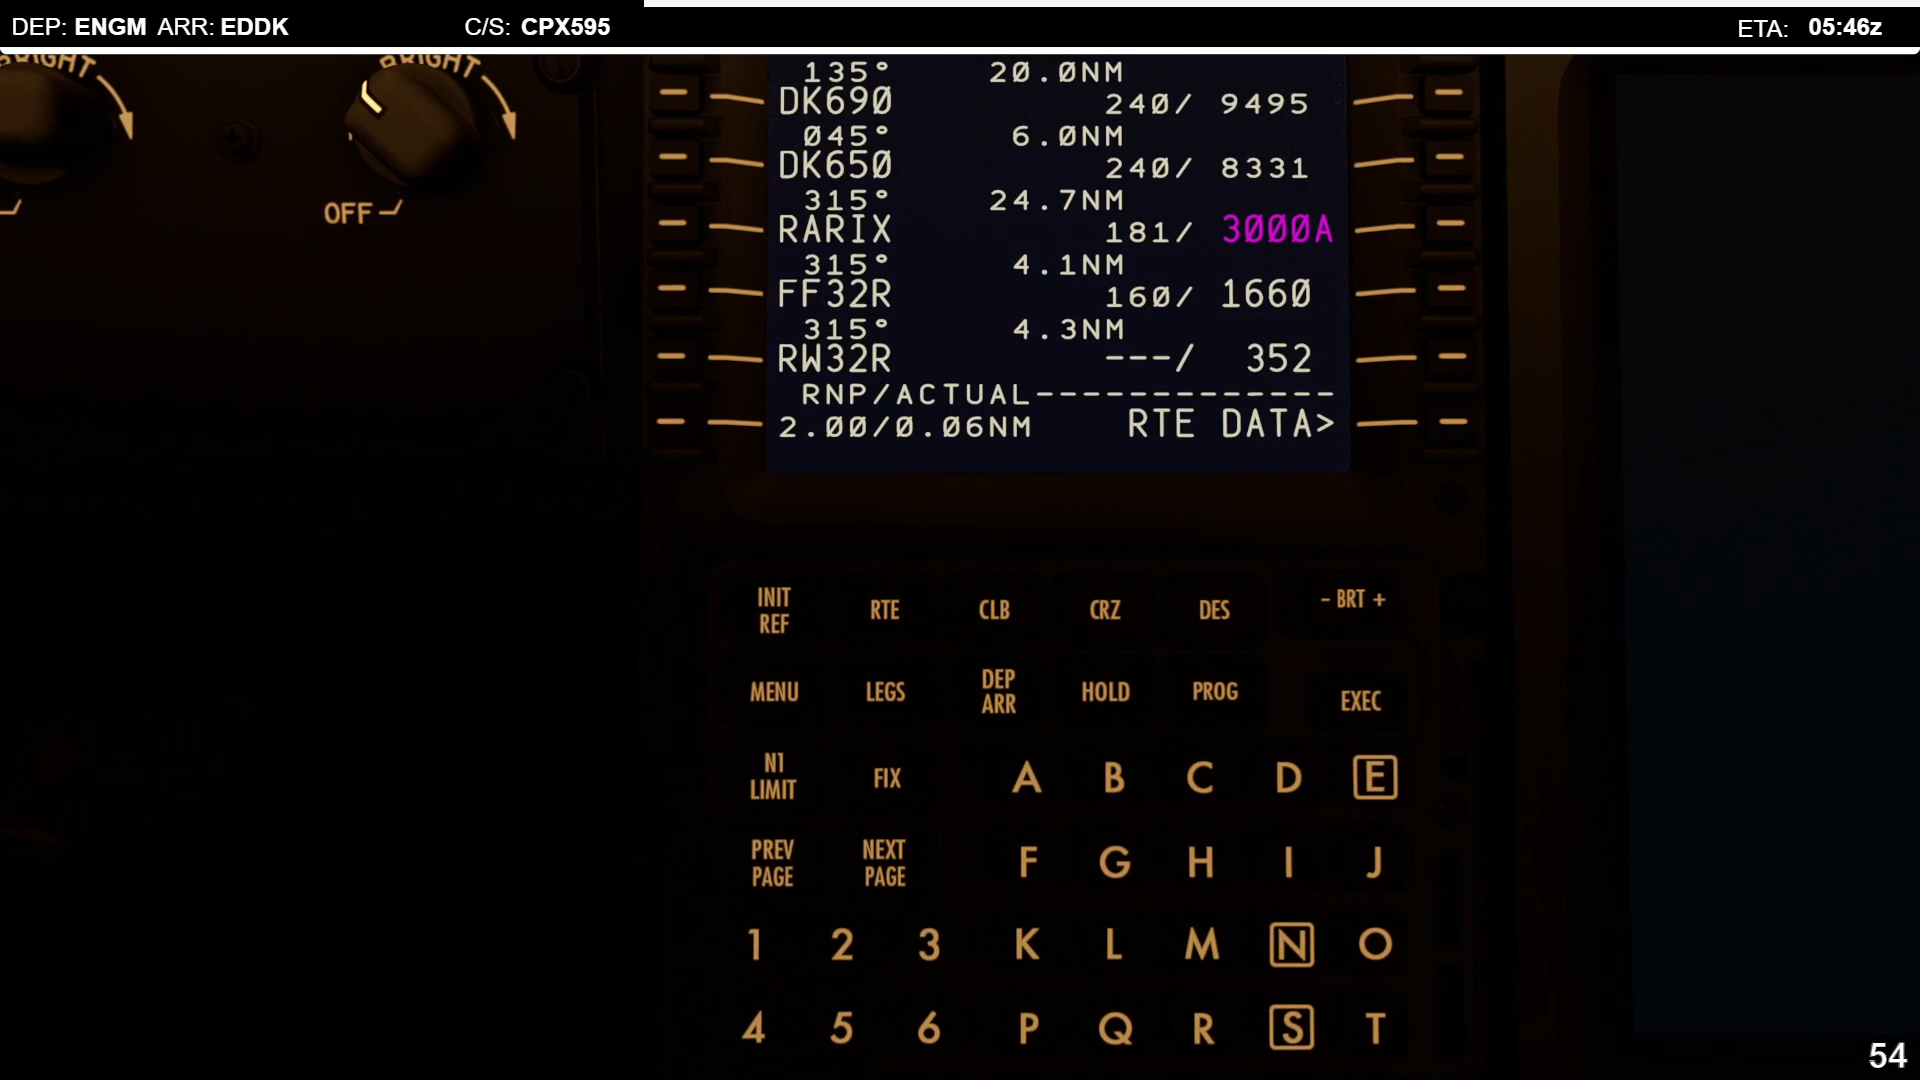 DEP: ENGM ARR: EDDK C/S: CPX595 ETA: 05:46z
BRIGHT BRIGHT
OFF
135° 20.0NM
DK690 240/ 9495
045° 6.0NM
DK650 240/ 8331
315° 24.7NM
RARIX 181/ 3000A
315° 4.1NM
FF32R 160/ 1660
315° 4.3NM
RW32R ---/ 352
RNP/ACTUAL-------------
2.00/0.06NM RTE DATA>
INIT REF RTE CLB CRZ DES - BRT +
MENU LEGS DEP ARR HOLD PROG EXEC
N1 LIMIT FIX A B C D E
PREV PAGE NEXT PAGE F G H I J
1 2 3 K L M N O
4 5 6 P Q R S T
54